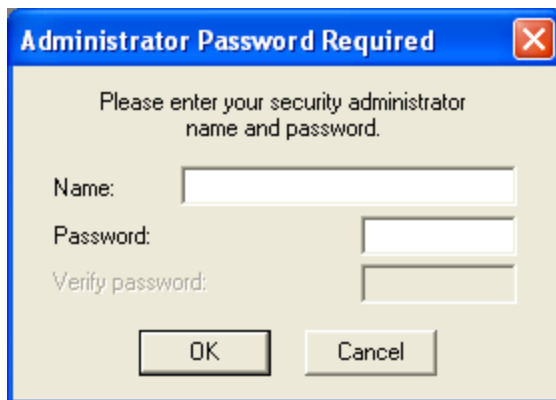 Administrator Password Required
Please enter your security administrator
name and password.
Name:
Password:
Verify password:
OK
Cancel